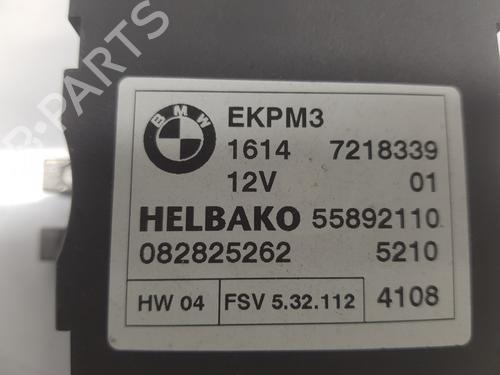 B-PARTS
BMW
EKPM3
1614 7218339
12V 01
HELBAKO 55892110
082825262 5210
HW 04 FSV 5.32.112 4108